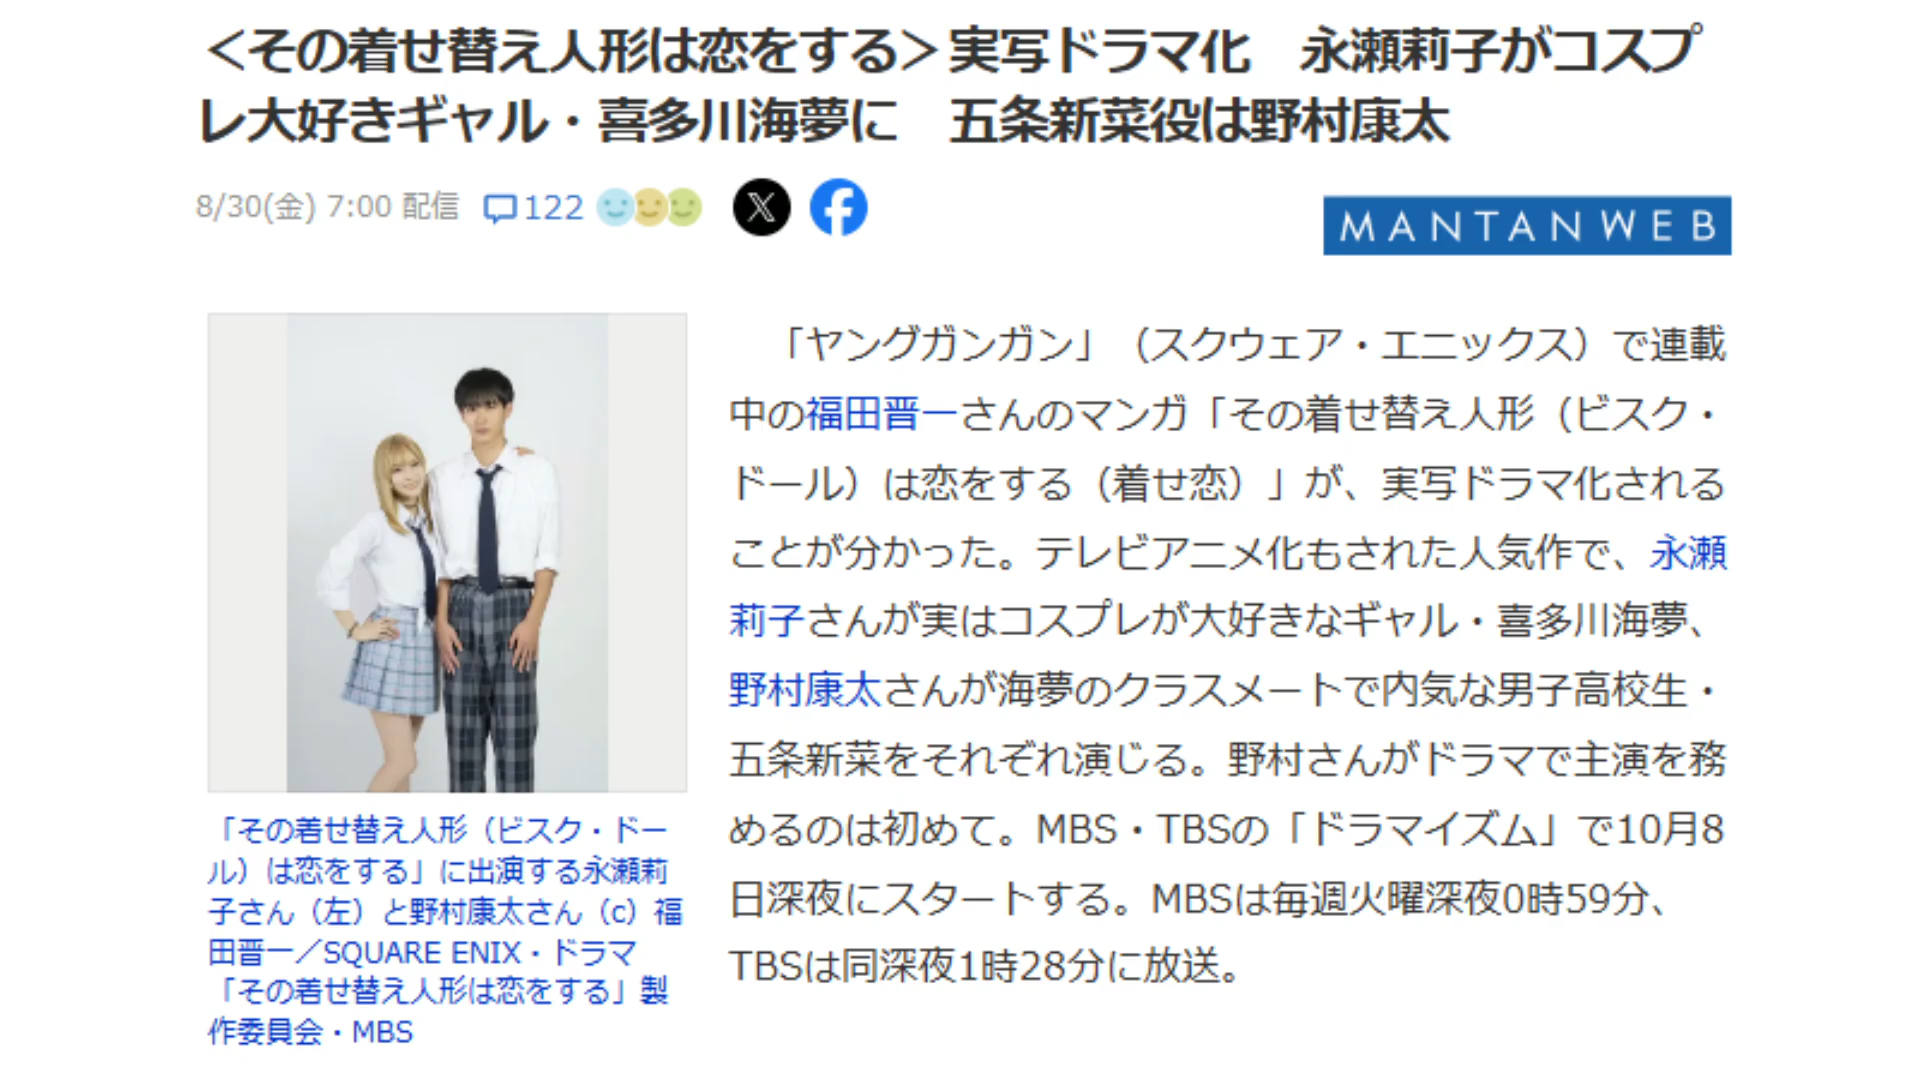 ＜その着せ替え人形は恋をする＞実写ドラマ化　永瀬莉子がコスプ
レ大好きギャル・喜多川海夢に　五条新菜役は野村康太
8/30(金) 7:00 配信 122
MANTANWEB
「ヤングガンガン」（スクウェア・エニックス）で連載
中の福田晋一さんのマンガ「その着せ替え人形（ビスク・
ドール）は恋をする（着せ恋）」が、実写ドラマ化される
ことが分かった。テレビアニメ化もされた人気作で、永瀬
莉子さんが実はコスプレが大好きなギャル・喜多川海夢、
野村康太さんが海夢のクラスメートで内気な男子高校生・
五条新菜をそれぞれ演じる。野村さんがドラマで主演を務
めるのは初めて。MBS・TBSの「ドラマイズム」で10月8
日深夜にスタートする。MBSは毎週火曜深夜0時59分、
TBSは同深夜1時28分に放送。
「その着せ替え人形（ビスク・ドー
ル）は恋をする」に出演する永瀬莉
子さん（左）と野村康太さん（c）福
田晋一／SQUARE ENIX・ドラマ
「その着せ替え人形は恋をする」製
作委員会・MBS